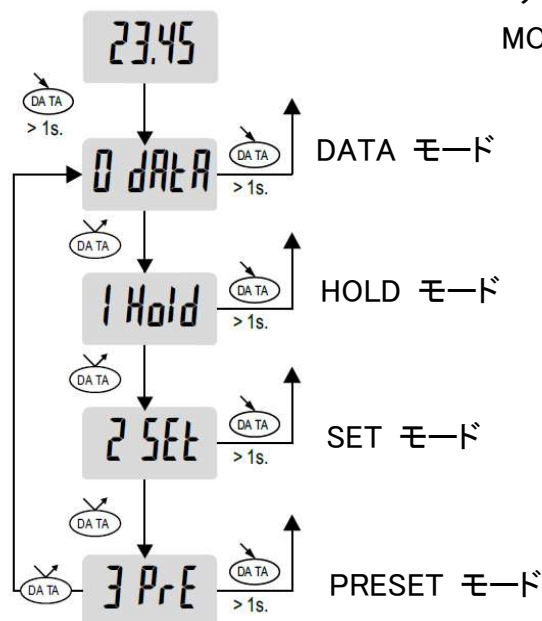 MO
23.45
DATA
> 1s.
0 dAtA
DATA
> 1s.
DATA モード
DATA
1 Hold
DATA
> 1s.
HOLD モード
DATA
2 SEt
DATA
> 1s.
SET モード
DATA
3 PrE
DATA
DATA
> 1s.
PRESET モード